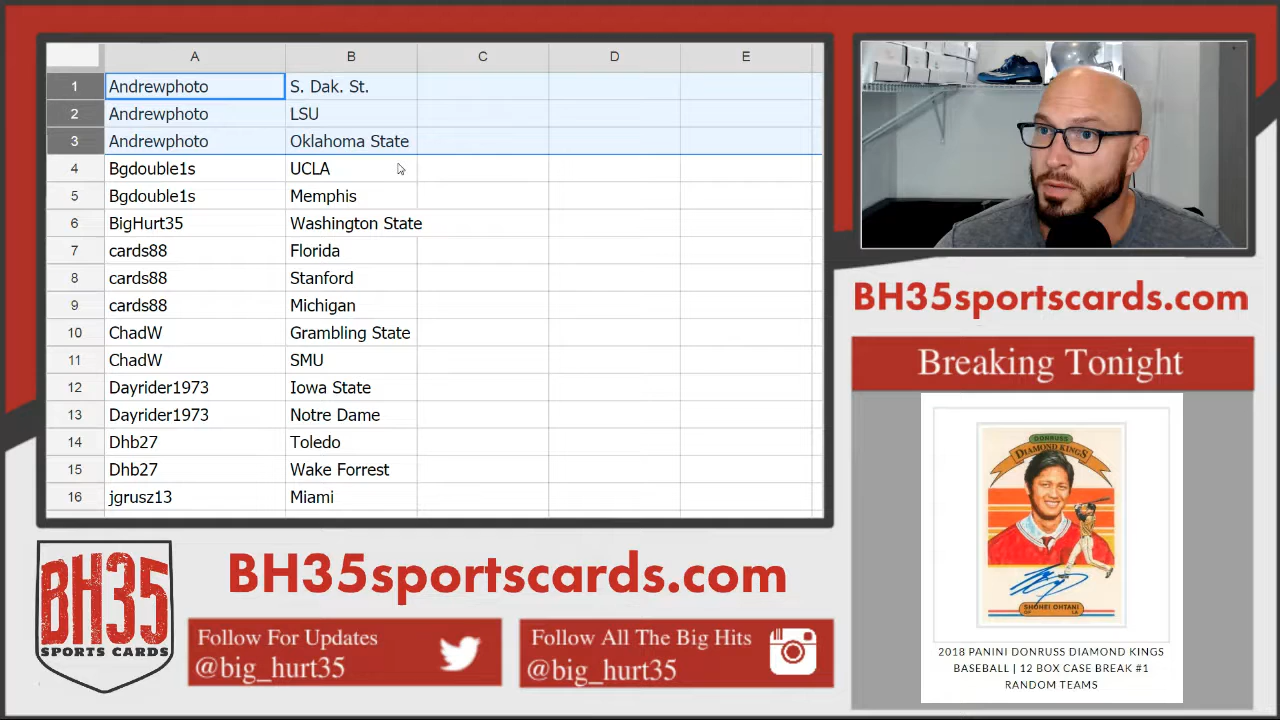 A B C D E
1 Andrewphoto S. Dak. St.
2 Andrewphoto LSU
3 Andrewphoto Oklahoma State
4 Bgdouble1s UCLA
5 Bgdouble1s Memphis
6 BigHurt35 Washington State
7 cards88 Florida
8 cards88 Stanford
9 cards88 Michigan
10 ChadW Grambling State
11 ChadW SMU
12 Dayrider1973 Iowa State
13 Dayrider1973 Notre Dame
14 Dhb27 Toledo
15 Dhb27 Wake Forrest
16 jgrusz13 Miami
BH35sportscards.com
Breaking Tonight
DONRUSS
DIAMOND KINGS
SHOHEI OHTANI
2018 PANINI DONRUSS DIAMOND KINGS
BASEBALL | 12 BOX CASE BREAK #1
RANDOM TEAMS
BH35
SPORTS CARDS
BH35sportscards.com
Follow For Updates
@big_hurt35
Follow All The Big Hits
@big_hurt35